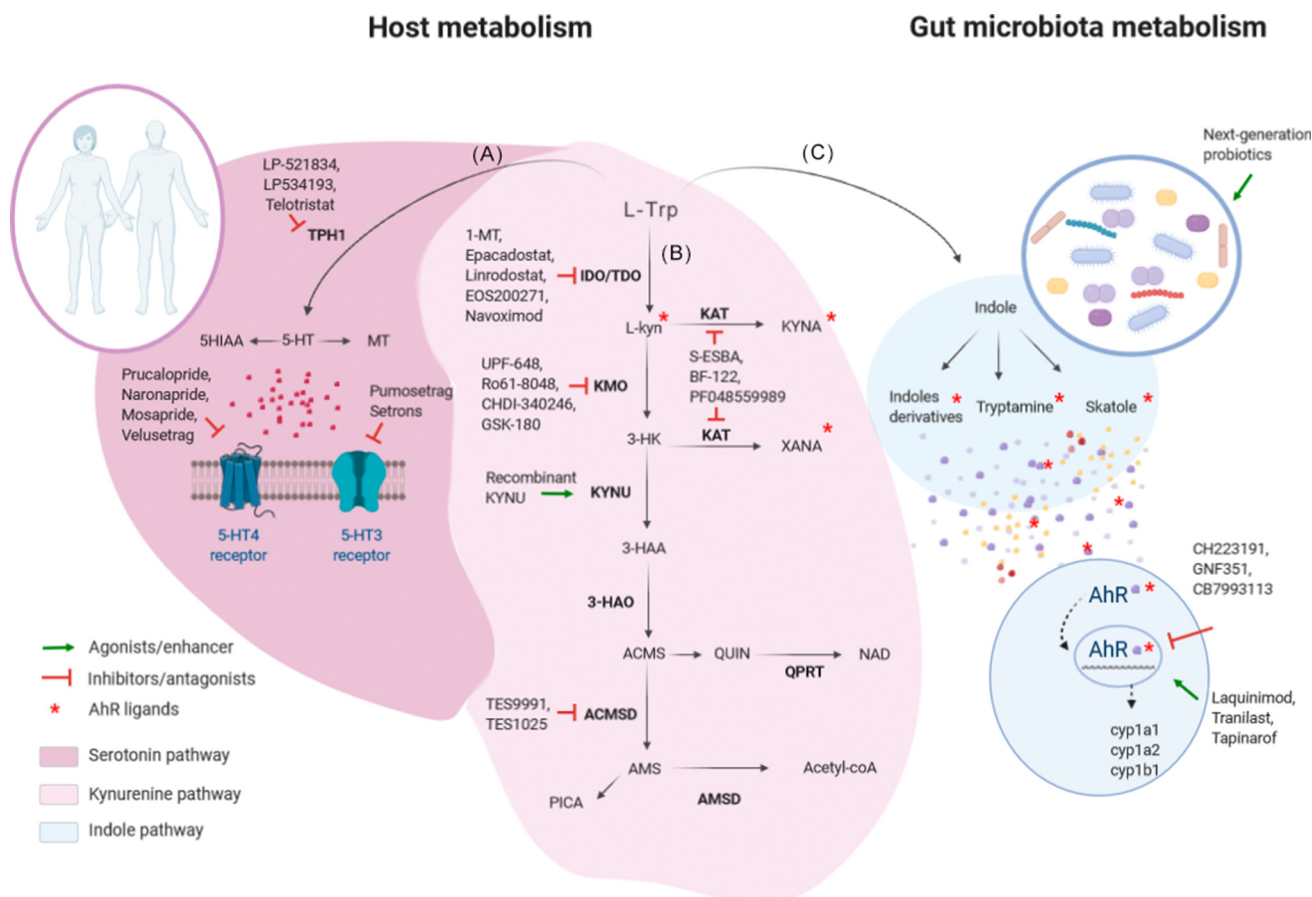 Host metabolism
Gut microbiota metabolism
(A)
(C)
Next-generation
probiotics
LP-521834,
LP534193,
Telotristat
TPH1
L-Trp
(B)
1-MT,
Epacadostat,
Linrodostat,
EOS200271,
Navoximod
IDO/TDO
L-kyn*
KAT
KYNA*
5HIAA
5-HT
MT
S-ESBA,
BF-122,
PF048559989
UPF-648,
Ro61-8048,
CHDI-340246,
GSK-180
KMO
Prucalopride,
Naronapride,
Mosapride,
Velusetrag
Pumosetrag
Setrons
3-HK
KAT
XANA*
Recombinant
KYNU
KYNU
5-HT4
receptor
5-HT3
receptor
3-HAA
3-HAO
ACMS
QUIN
QPRT
NAD
TES9991,
TES1025
ACMSD
AMS
AMSD
Acetyl-coA
PICA
Indole
Indoles
derivatives*
Tryptamine*
Skatole*
CH223191,
GNF351,
CB7993113
AhR*
AhR*
Laquinimod,
Tranilast,
Tapinarof
cyp1a1
cyp1a2
cyp1b1
Agonists/enhancer
Inhibitors/antagonists
* AhR ligands
Serotonin pathway
Kynurenine pathway
Indole pathway